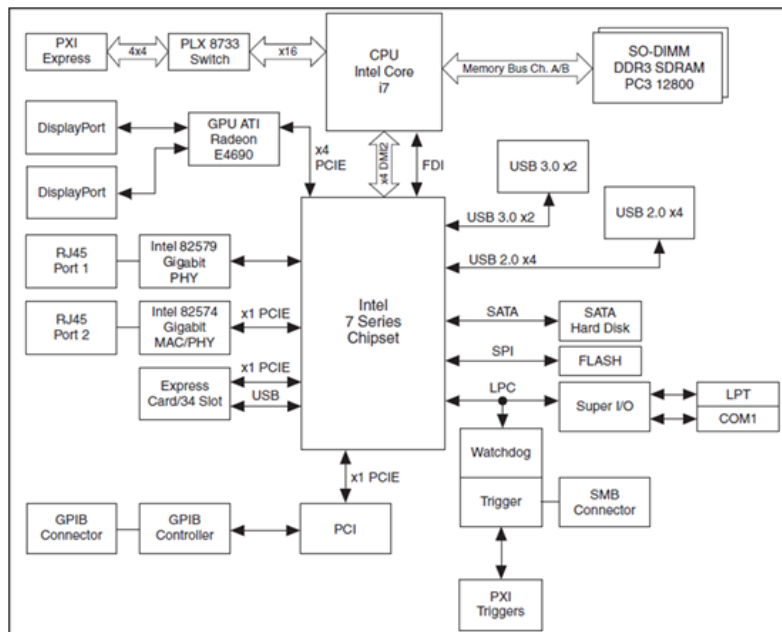 PXI
Express
4x4
PLX 8733
Switch
x16
CPU
Intel Core
i7
Memory Bus Ch. A/B
SO-DIMM
DDR3 SDRAM
PC3 12800
DisplayPort
GPU ATI
Radeon
E4690
x4
PCIE
x4 DMI2
FDI
DisplayPort
USB 3.0 x2
USB 3.0 x2
USB 2.0 x4
USB 2.0 x4
RJ45
Port 1
Intel 82579
Gigabit
PHY
RJ45
Port 2
Intel 82574
Gigabit
MAC/PHY
x1 PCIE
Intel
7 Series
Chipset
SATA
SATA
Hard Disk
SPI
FLASH
Express
Card/34 Slot
x1 PCIE
USB
LPC
Super I/O
LPT
COM1
Watchdog
Trigger
SMB
Connector
x1 PCIE
GPIB
Connector
GPIB
Controller
PCI
PXI
Triggers